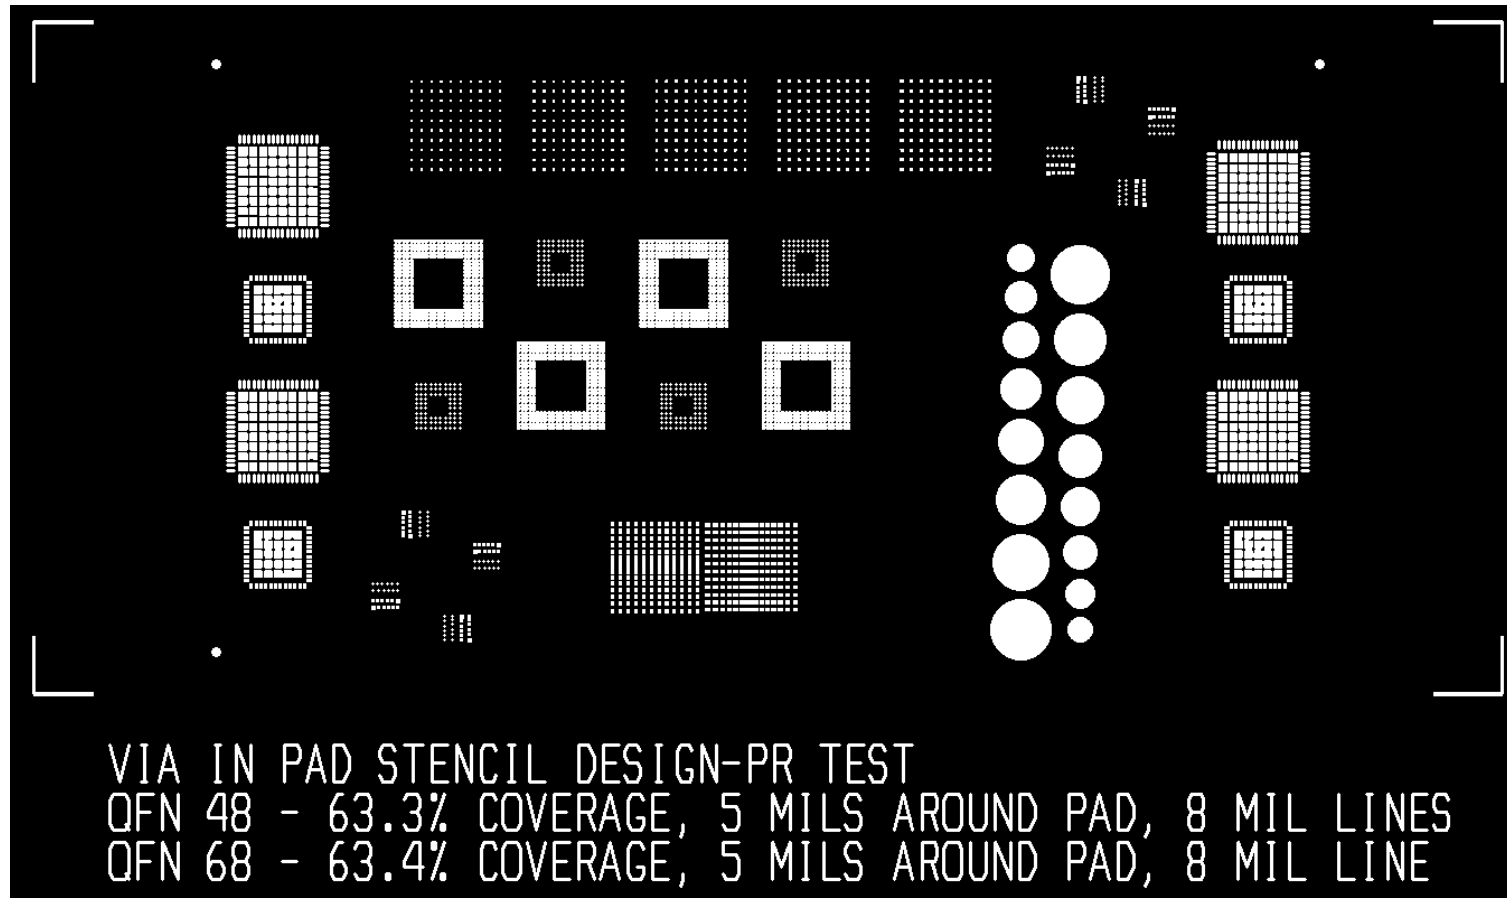 VIA IN PAD STENCIL DESIGN-PR TEST
QFN 48 - 63.3% COVERAGE, 5 MILS AROUND PAD, 8 MIL LINES
QFN 68 - 63.4% COVERAGE, 5 MILS AROUND PAD, 8 MIL LINE